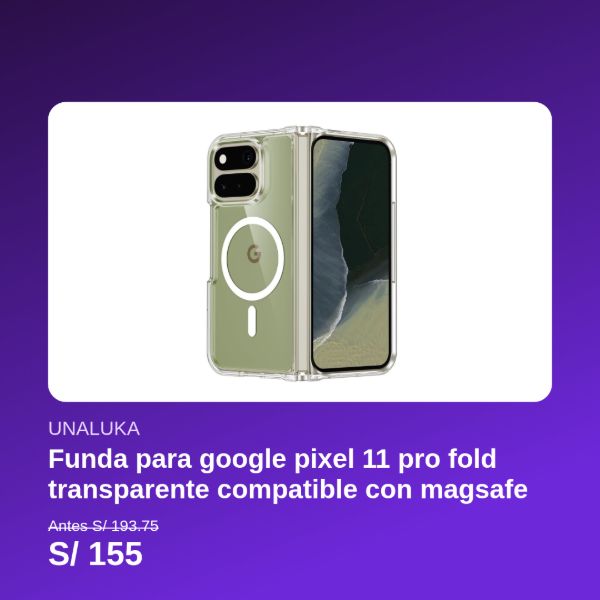 G
UNALUKA
Funda para google pixel 11 pro fold
transparente compatible con magsafe
Antes S/ 193.75
S/ 155